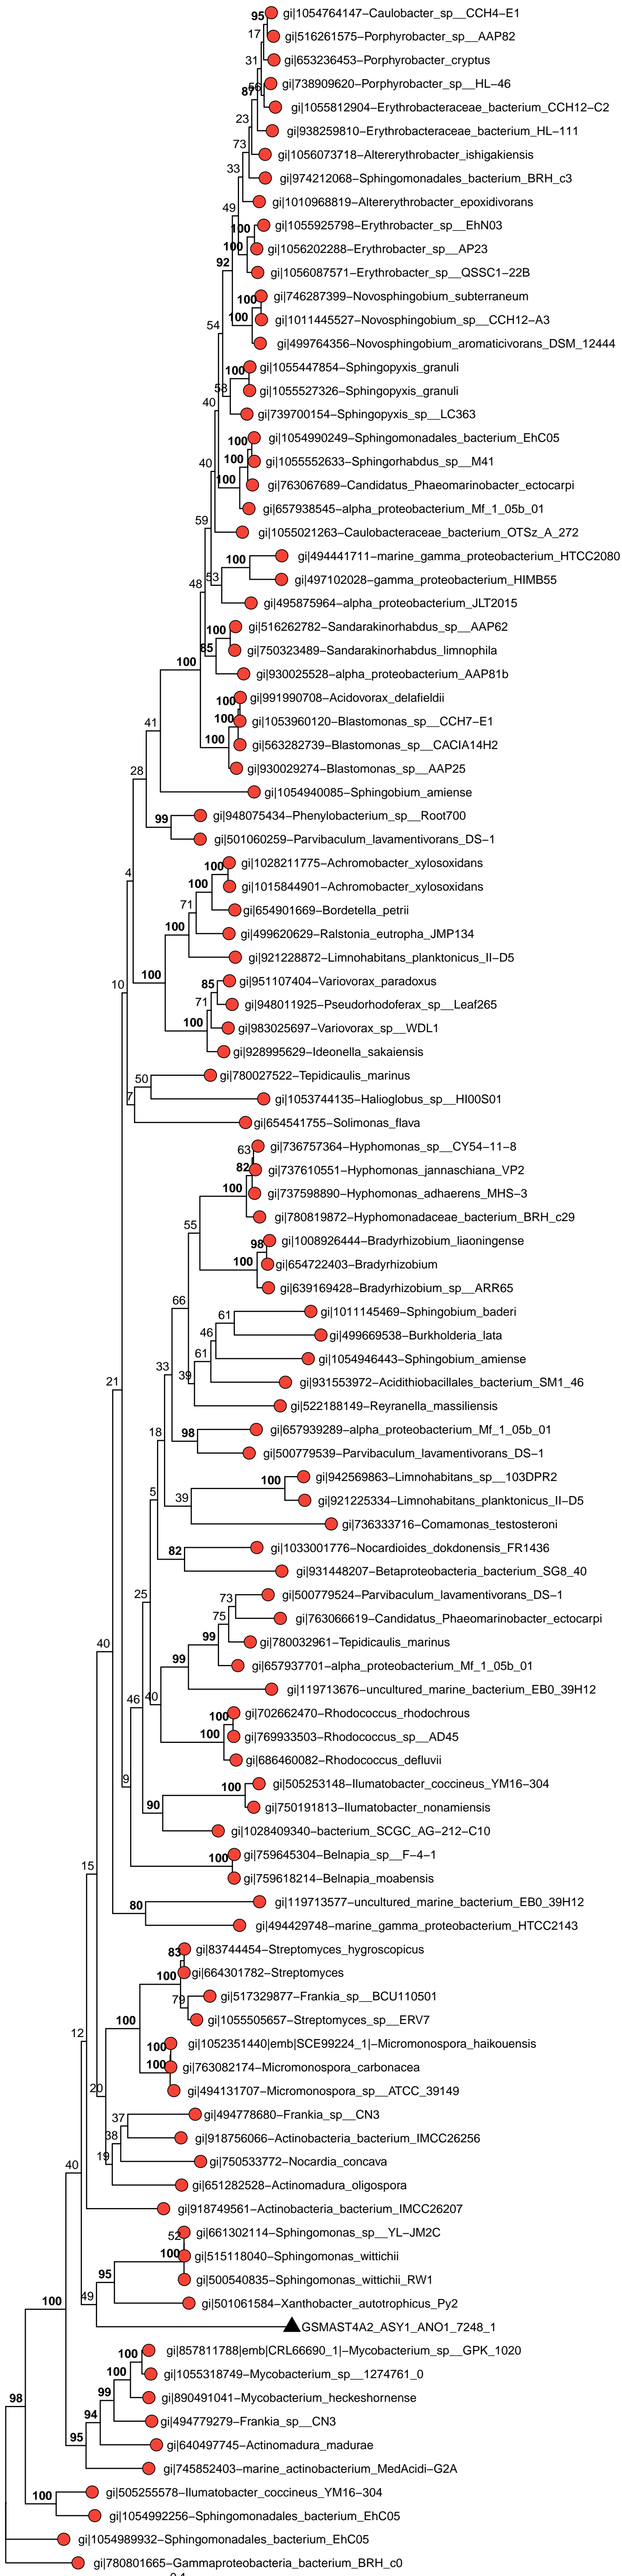 gi|1054764147–Caulobacter_sp__CCH4–E1
gi|516261575–Porphyrobacter_sp__AAP82
gi|653236453–Porphyrobacter_cryptus
gi|738909620–Porphyrobacter_sp__HL–46
gi|1055812904–Erythrobacteraceae_bacterium_CCH12–C2
gi|938259810–Erythrobacteraceae_bacterium_HL–111
gi|1056073718–Altererythrobacter_ishigakiensis
gi|974212068–Sphingomonadales_bacterium_BRH_c3
gi|1010968819–Altererythrobacter_epoxidivorans
gi|1055925798–Erythrobacter_sp__EhN03
gi|1056202288–Erythrobacter_sp__AP23
gi|1056087571–Erythrobacter_sp__QSSC1–22B
gi|746287399–Novosphingobium_subterraneum
gi|1011445527–Novosphingobium_sp__CCH12–A3
gi|499764356–Novosphingobium_aromaticivorans_DSM_12444
gi|1055447854–Sphingopyxis_granuli
gi|1055527326–Sphingopyxis_granuli
gi|739700154–Sphingopyxis_sp__LC363
gi|1054990249–Sphingomonadales_bacterium_EhC05
gi|1055552633–Sphingorhabdus_sp__M41
gi|763067689–Candidatus_Phaeomarinobacter_ectocarpi
gi|657938545–alpha_proteobacterium_Mf_1_05b_01
gi|1055021263–Caulobacteraceae_bacterium_OTSz_A_272
gi|494441711–marine_gamma_proteobacterium_HTCC2080
gi|497102028–gamma_proteobacterium_HIMB55
gi|495875964–alpha_proteobacterium_JLT2015
gi|516262782–Sandarakinorhabdus_sp__AAP62
gi|750323489–Sandarakinorhabdus_limnophila
gi|930025528–alpha_proteobacterium_AAP81b
gi|991990708–Acidovorax_delafieldii
gi|1053960120–Blastomonas_sp__CCH7–E1
gi|563282739–Blastomonas_sp__CACIA14H2
gi|930029274–Blastomonas_sp__AAP25
gi|1054940085–Sphingobium_amiense
gi|948075434–Phenylobacterium_sp__Root700
gi|501060259–Parvibaculum_lavamentivorans_DS–1
gi|1028211775–Achromobacter_xylosoxidans
gi|1015844901–Achromobacter_xylosoxidans
gi|654901669–Bordetella_petrii
gi|499620629–Ralstonia_eutropha_JMP134
gi|921228872–Limnohabitans_planktonicus_II–D5
gi|951107404–Variovorax_paradoxus
gi|948011925–Pseudorhodoferax_sp__Leaf265
gi|983025697–Variovorax_sp__WDL1
gi|928995629–Ideonella_sakaiensis
gi|780027522–Tepidicaulis_marinus
gi|1053744135–Halioglobus_sp__HI00S01
gi|654541755–Solimonas_flava
gi|736757364–Hyphomonas_sp__CY54–11–8
gi|737610551–Hyphomonas_jannaschiana_VP2
gi|737598890–Hyphomonas_adhaerens_MHS–3
gi|780819872–Hyphomonadaceae_bacterium_BRH_c29
gi|1008926444–Bradyrhizobium_liaoningense
gi|654722403–Bradyrhizobium
gi|639169428–Bradyrhizobium_sp__ARR65
gi|1011145469–Sphingobium_baderi
gi|499669538–Burkholderia_lata
gi|1054946443–Sphingobium_amiense
gi|931553972–Acidithiobacillales_bacterium_SM1_46
gi|522188149–Reyranella_massiliensis
gi|657939289–alpha_proteobacterium_Mf_1_05b_01
gi|500779539–Parvibaculum_lavamentivorans_DS–1
gi|942569863–Limnohabitans_sp__103DPR2
gi|921225334–Limnohabitans_planktonicus_II–D5
gi|736333716–Comamonas_testosteroni
gi|1033001776–Nocardioides_dokdonensis_FR1436
gi|931448207–Betaproteobacteria_bacterium_SG8_40
gi|500779524–Parvibaculum_lavamentivorans_DS–1
gi|763066619–Candidatus_Phaeomarinobacter_ectocarpi
gi|780032961–Tepidicaulis_marinus
gi|657937701–alpha_proteobacterium_Mf_1_05b_01
gi|119713676–uncultured_marine_bacterium_EB0_39H12
gi|702662470–Rhodococcus_rhodochrous
gi|769933503–Rhodococcus_sp__AD45
gi|686460082–Rhodococcus_defluvii
gi|505253148–Ilumatobacter_coccineus_YM16–304
gi|750191813–Ilumatobacter_nonamiensis
gi|1028409340–bacterium_SCGC_AG–212–C10
gi|759645304–Belnapia_sp__F–4–1
gi|759618214–Belnapia_moabensis
gi|119713577–uncultured_marine_bacterium_EB0_39H12
gi|494429748–marine_gamma_proteobacterium_HTCC2143
gi|83744454–Streptomyces_hygroscopicus
gi|664301782–Streptomyces
gi|517329877–Frankia_sp__BCU110501
gi|1055505657–Streptomyces_sp__ERV7
gi|1052351440|emb|SCE99224_1|–Micromonospora_haikouensis
gi|763082174–Micromonospora_carbonacea
gi|494131707–Micromonospora_sp__ATCC_39149
gi|494778680–Frankia_sp__CN3
gi|918756066–Actinobacteria_bacterium_IMCC26256
gi|750533772–Nocardia_concava
gi|651282528–Actinomadura_oligospora
gi|918749561–Actinobacteria_bacterium_IMCC26207
gi|661302114–Sphingomonas_sp__YL–JM2C
gi|515118040–Sphingomonas_wittichii
gi|500540835–Sphingomonas_wittichii_RW1
gi|501061584–Xanthobacter_autotrophicus_Py2
GSMAST4A2_ASY1_ANO1_7248_1
gi|857811788|emb|CRL66690_1|–Mycobacterium_sp__GPK_1020
gi|1055318749–Mycobacterium_sp__1274761_0
gi|890491041–Mycobacterium_heckeshornense
gi|494779279–Frankia_sp__CN3
gi|640497745–Actinomadura_madurae
gi|745852403–marine_actinobacterium_MedAcidi–G2A
gi|505255578–Ilumatobacter_coccineus_YM16–304
gi|1054992256–Sphingomonadales_bacterium_EhC05
gi|1054989932–Sphingomonadales_bacterium_EhC05
gi|780801665–Gammaproteobacteria_bacterium_BRH_c0